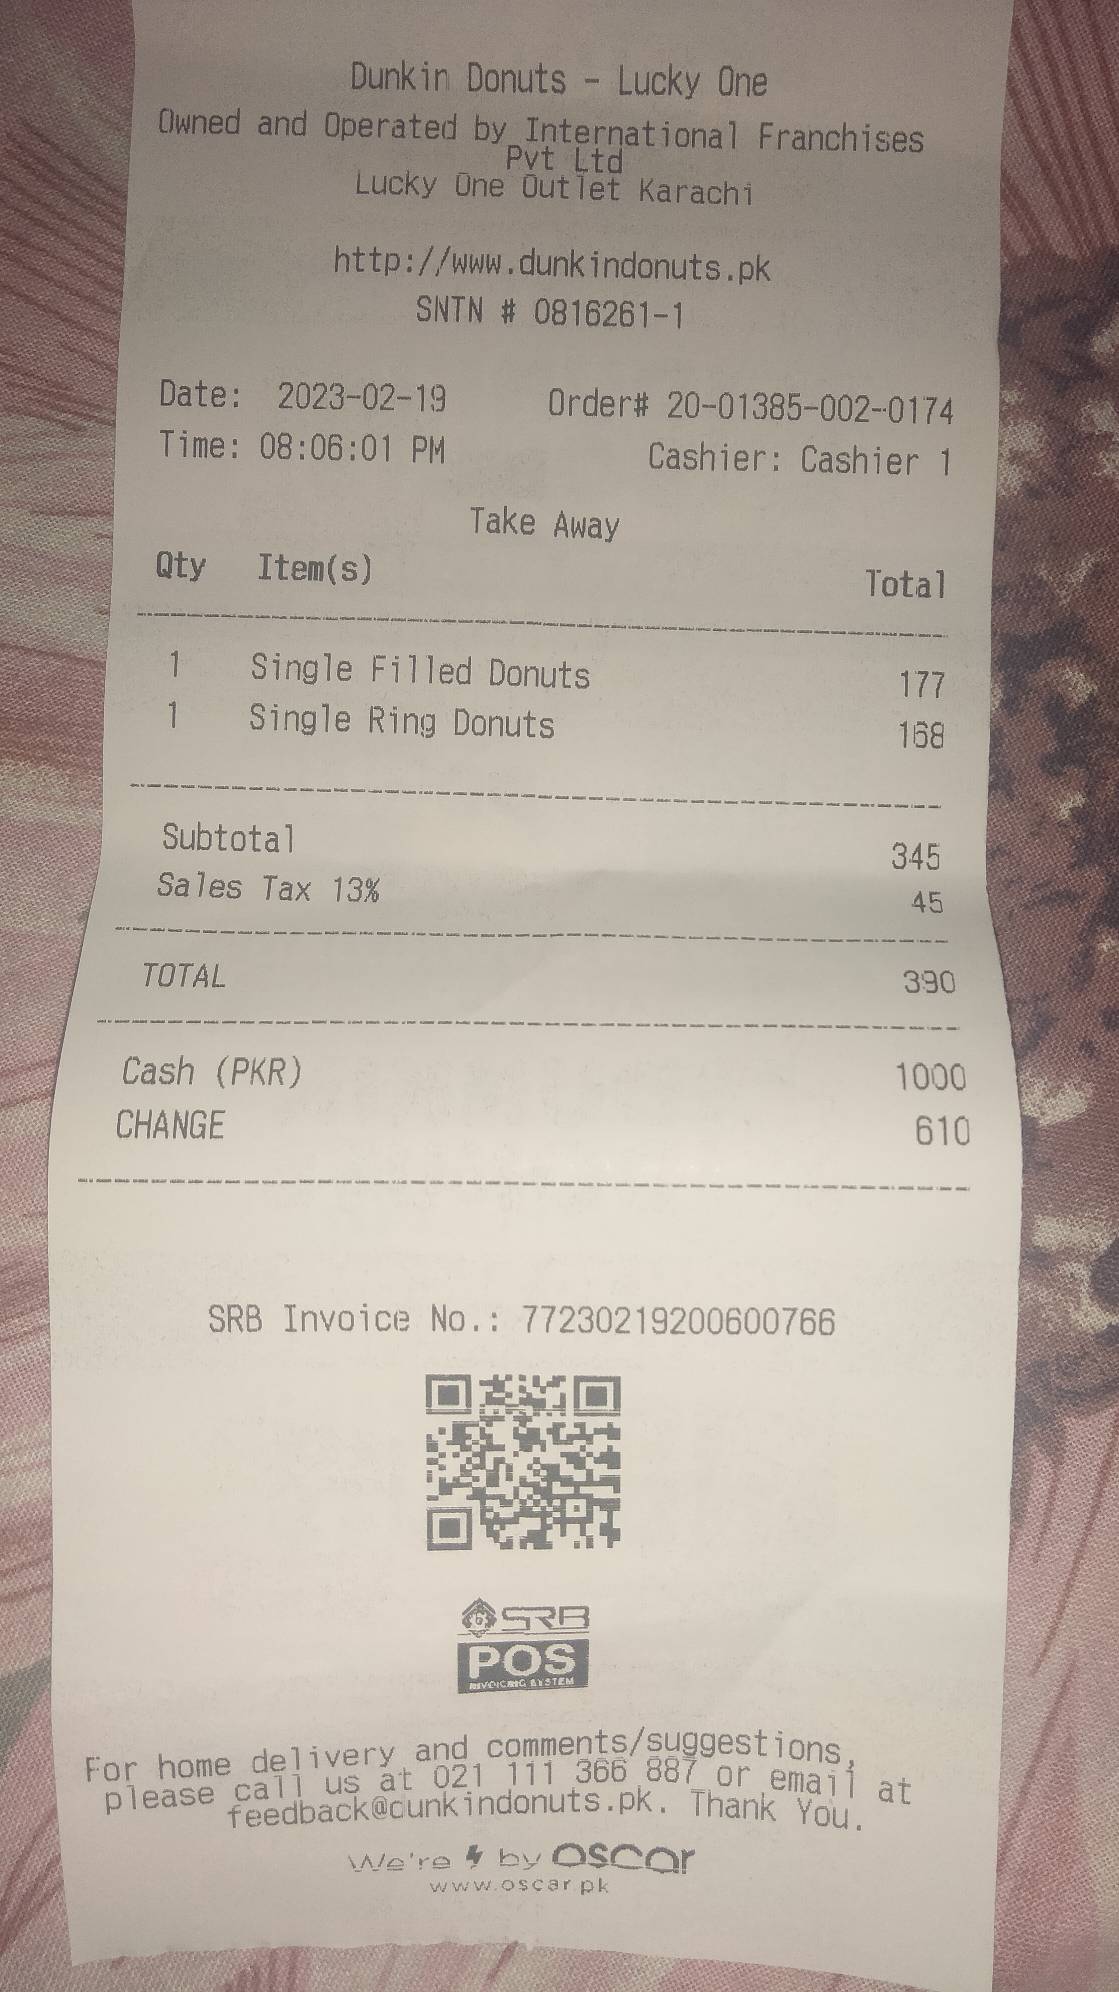 Dunkin Donuts - Lucky One
Owned and Operated by International Franchises
Pvt Ltd
Lucky One Outlet Karachi
http://www.dunkindonuts.pk
SNTN # 0816261-1
Date: 2023-02-19 Order# 20-01385-002-0174
Time: 08:06:01 PM Cashier: Cashier 1
Take Away
Qty Item(s) Total
1 Single Filled Donuts 177
1 Single Ring Donuts 168
Subtotal 345
Sales Tax 13% 45
TOTAL 390
Cash (PKR) 1000
CHANGE 610
SRB Invoice No.: 77230219200600766
SRB
POS
INVOICING SYSTEM
For home delivery and comments/suggestions,
please call us at 021 111 366 887 or email at
feedback@dunkindonuts.pk. Thank You.
We're by oscar
www.oscar.pk